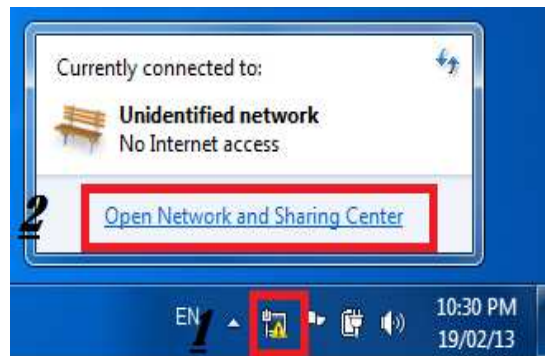 Currently connected to:
Unidentified network
No Internet access
2
Open Network and Sharing Center
EN
1
10:30 PM
19/02/13